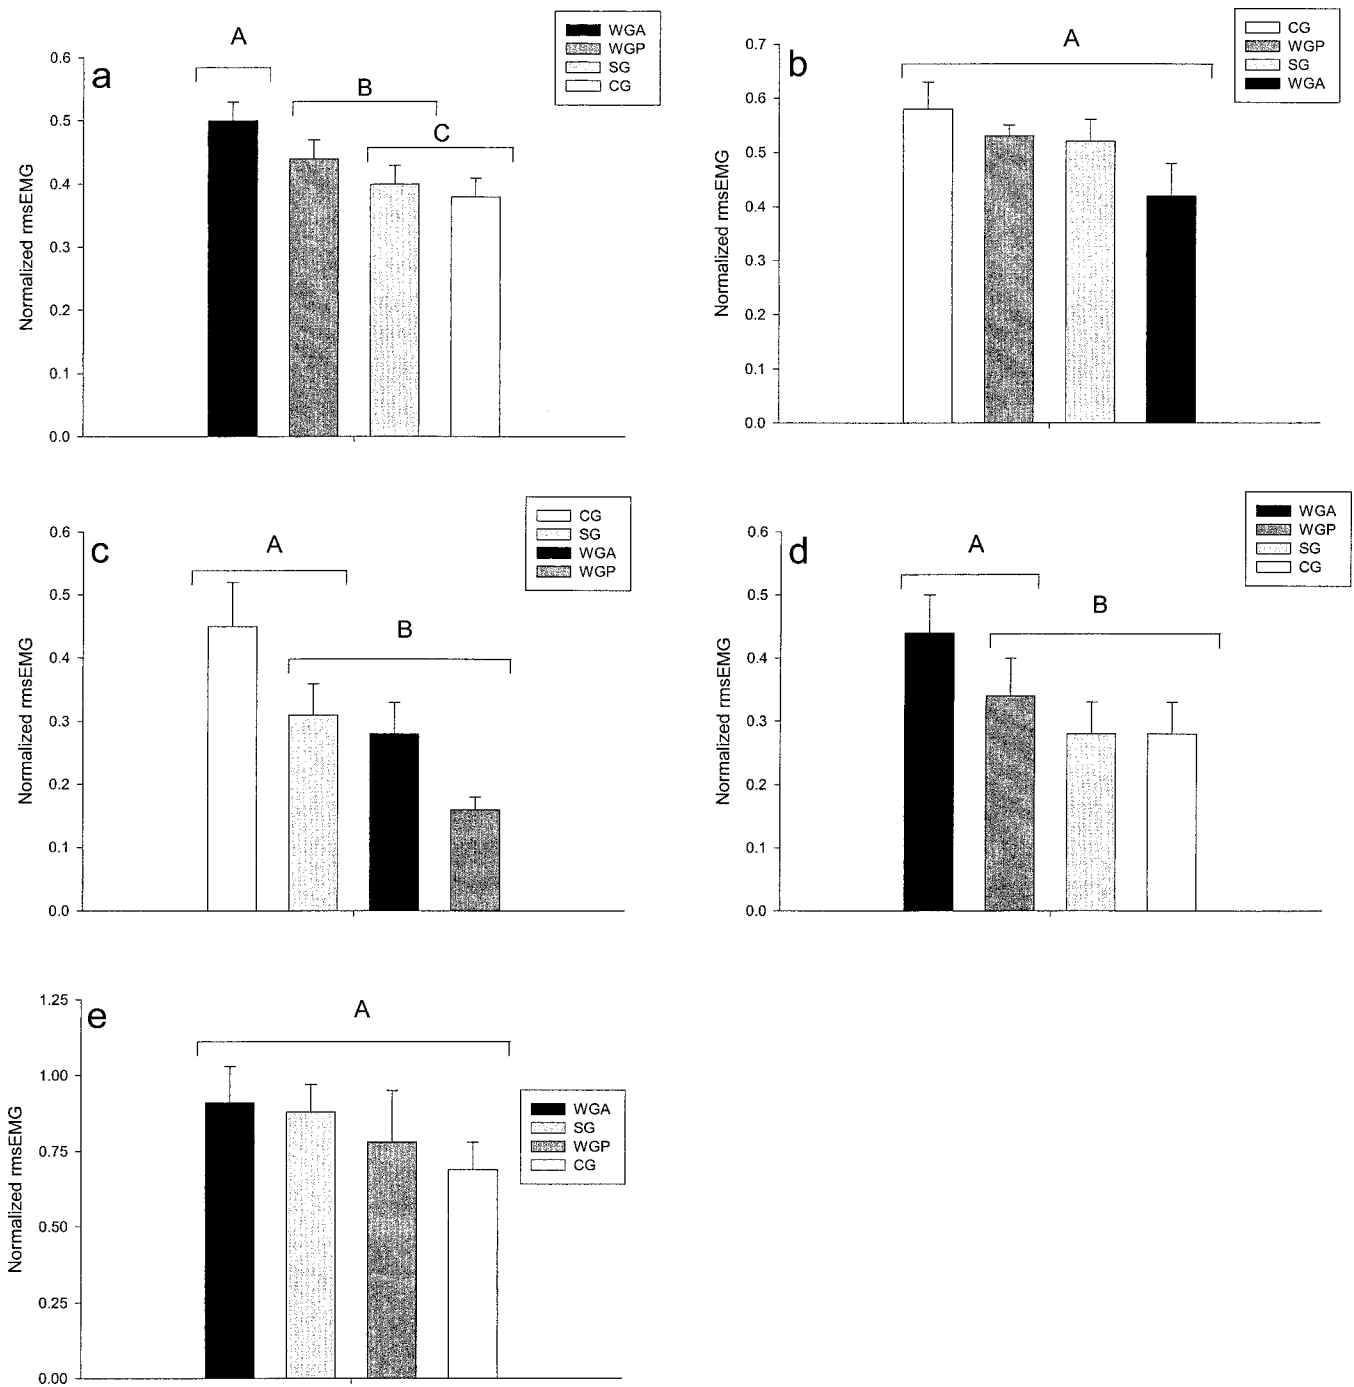 A
WGA
WGP
SG
CG
a
B
C
0.6
0.5
0.4
0.3
0.2
0.1
0.0
Normalized rmsEMG
A
CG
WGP
SG
WGA
b
0.7
0.6
0.5
0.4
0.3
0.2
0.1
0.0
Normalized rmsEMG
c
A
CG
SG
WGA
WGP
B
0.6
0.5
0.4
0.3
0.2
0.1
0.0
Normalized rmsEMG
d
A
WGA
WGP
SG
CG
B
0.6
0.5
0.4
0.3
0.2
0.1
0.0
Normalized rmsEMG
e
A
WGA
SG
WGP
CG
1.25
1.00
0.75
0.50
0.25
0.00
Normalized rmsEMG